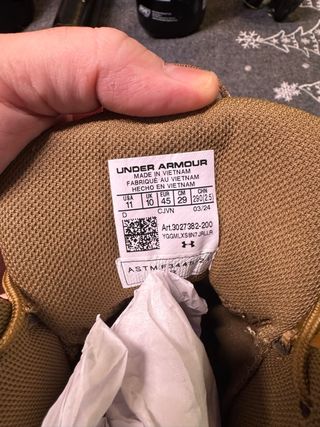 UNDER ARMOUR
MADE IN VIETNAM
FABRIQUÉ AU VIETNAM
HECHO EN VIETNAM
USA UK EUR CM CHN
11 10 45 29 290(2.5)
D CJVN 03/24
Art.3027382-200
ASTM